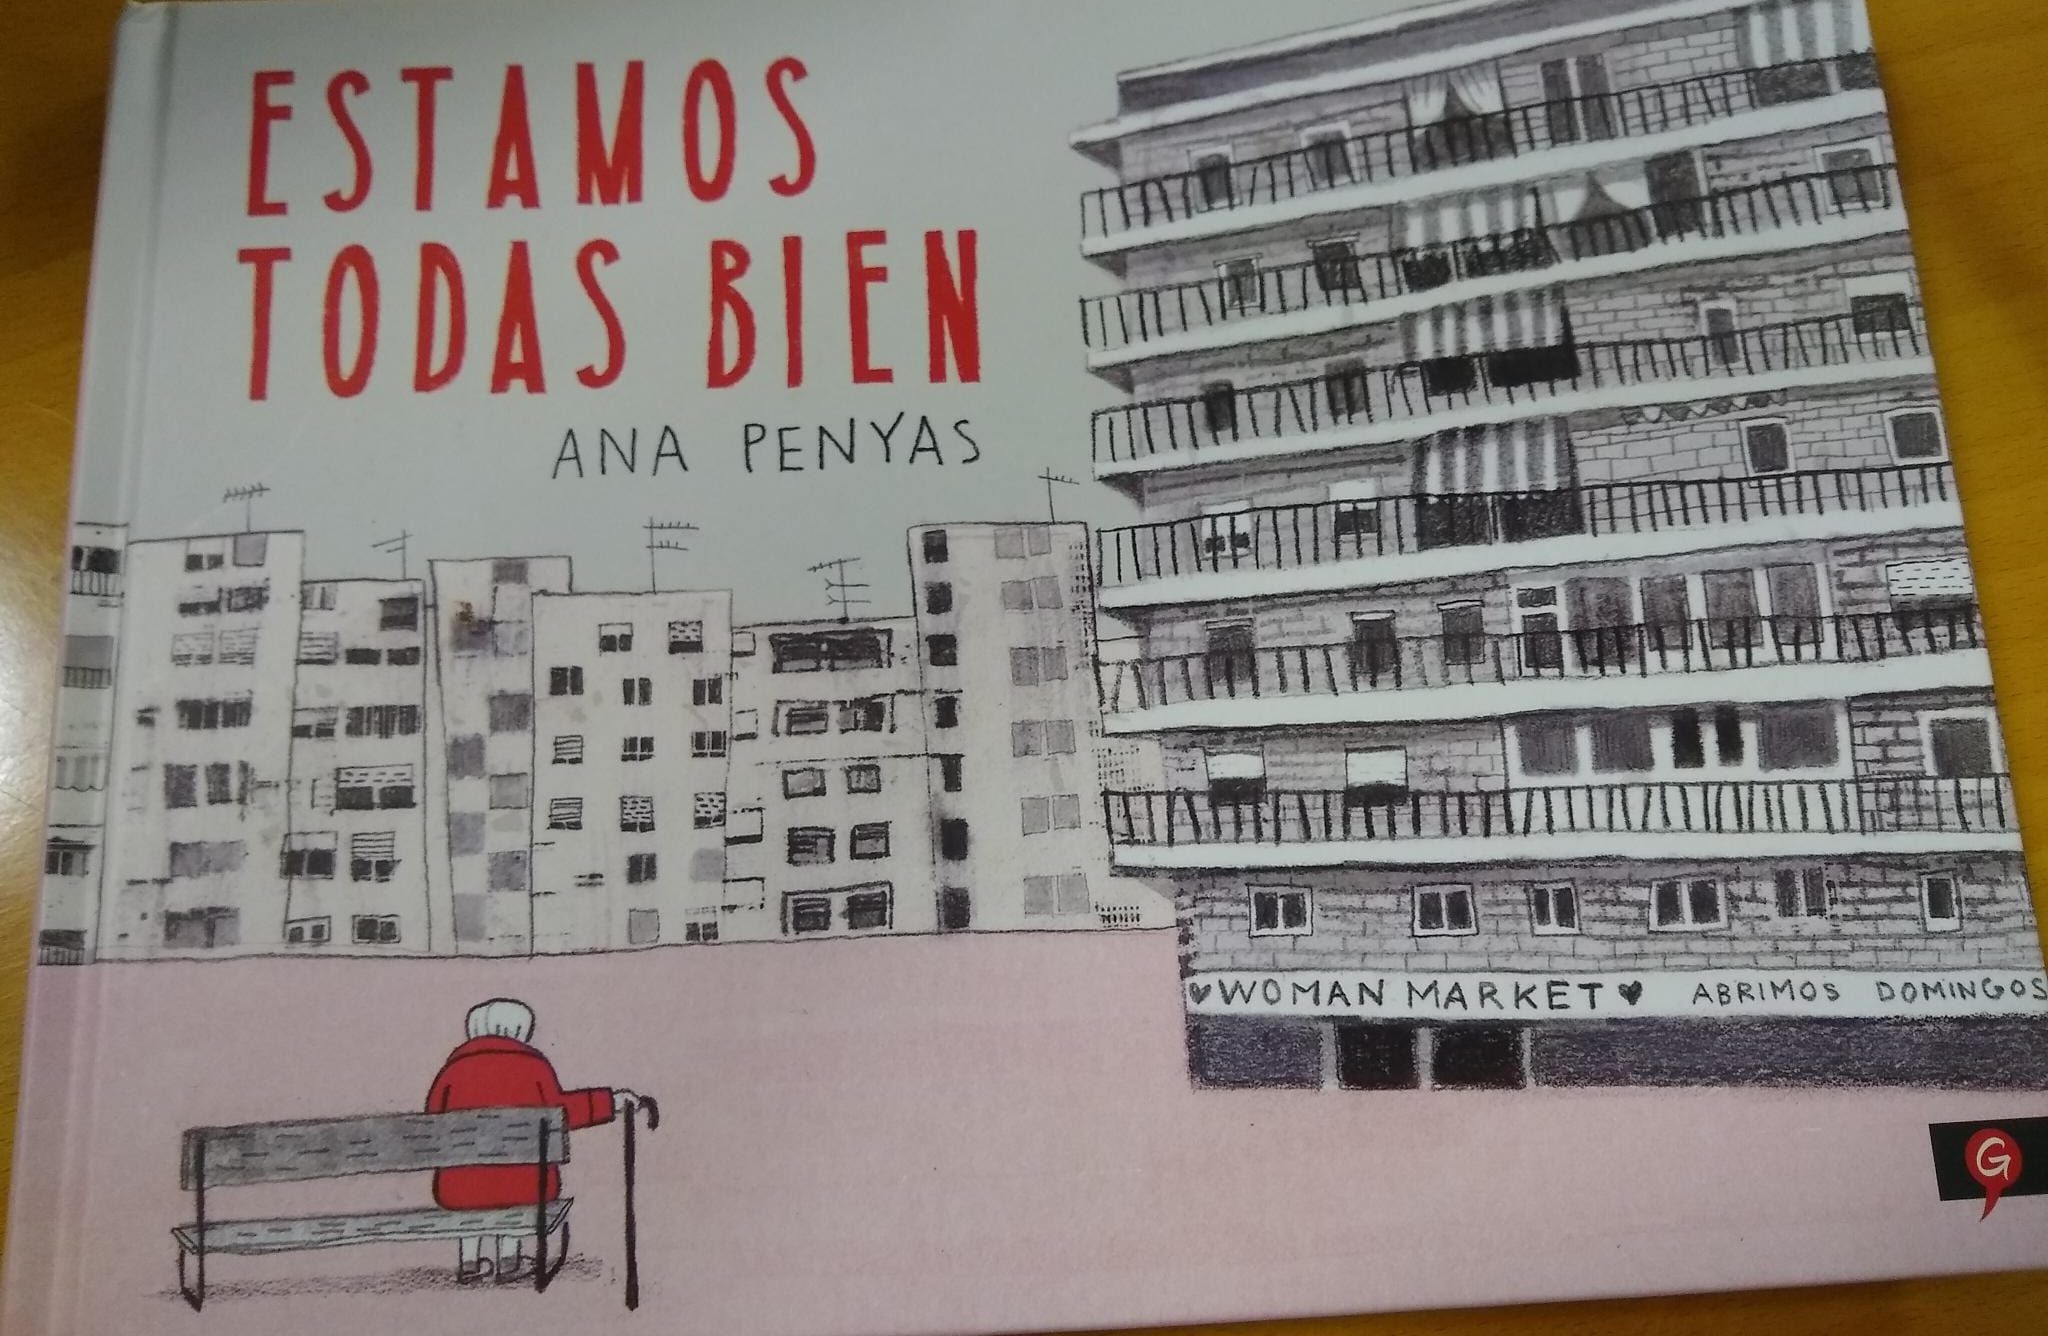 ESTAMOS
TODAS BIEN
ANA PENYAS
♥WOMAN MARKET♥ ABRIMOS DOMINGOS
G